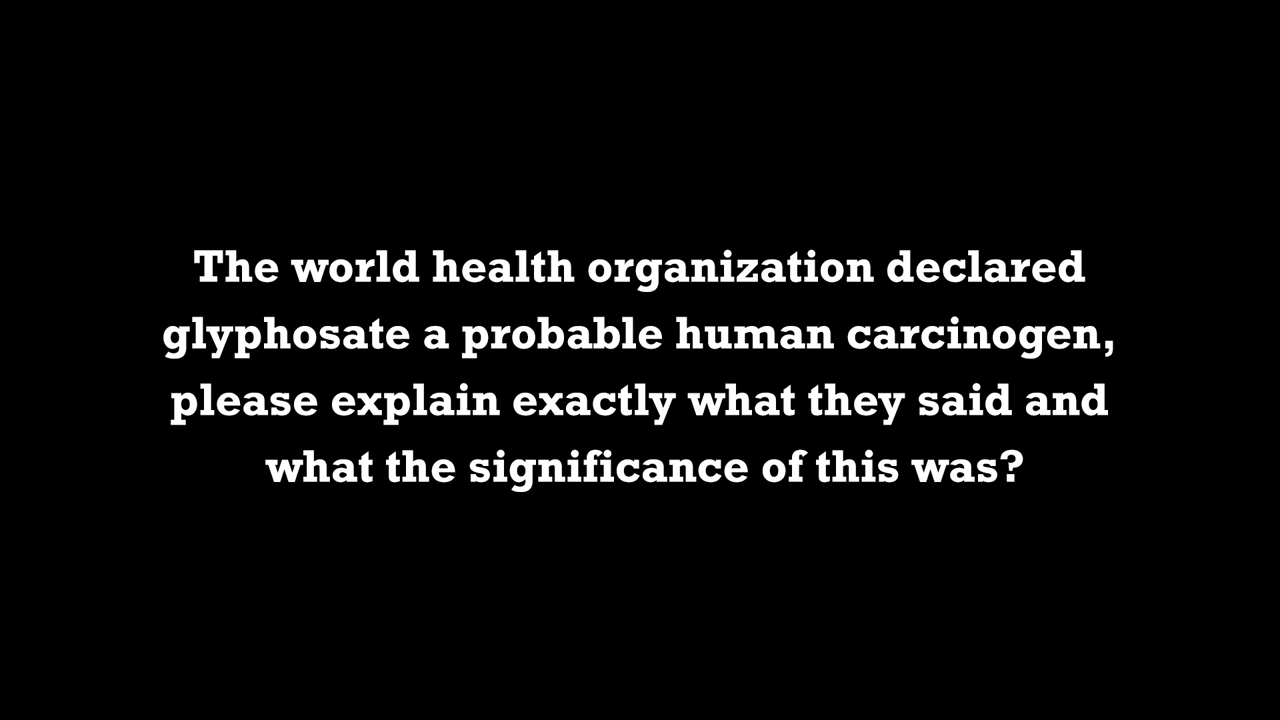 The world health organization declared
glyphosate a probable human carcinogen,
please explain exactly what they said and
what the significance of this was?